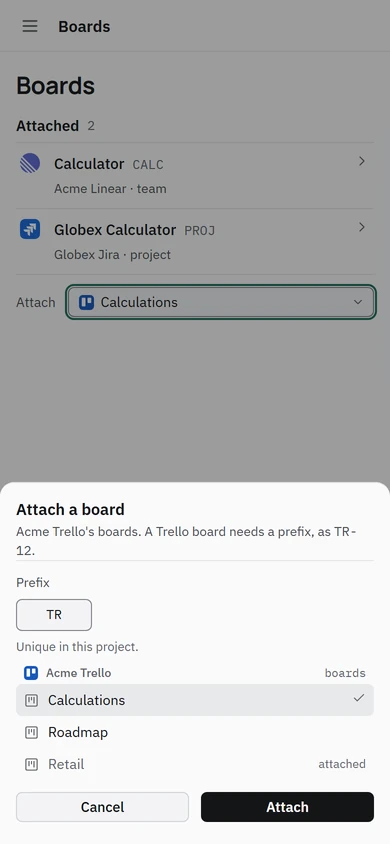 Boards
Boards
Attached 2
Calculator CALC
Acme Linear · team
Globex Calculator PROJ
Globex Jira · project
Attach Calculations
Attach a board
Acme Trello's boards. A Trello board needs a prefix, as TR-
12.
Prefix
TR
Unique in this project.
Acme Trello boards
Calculations
Roadmap
Retail attached
Cancel Attach